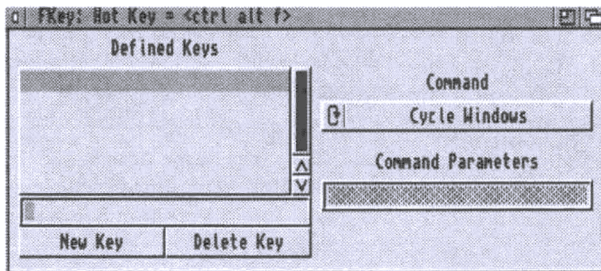 FKey: Hot Key = <ctrl alt f>
Defined Keys
Command
Cycle Windows
Command Parameters
New Key
Delete Key